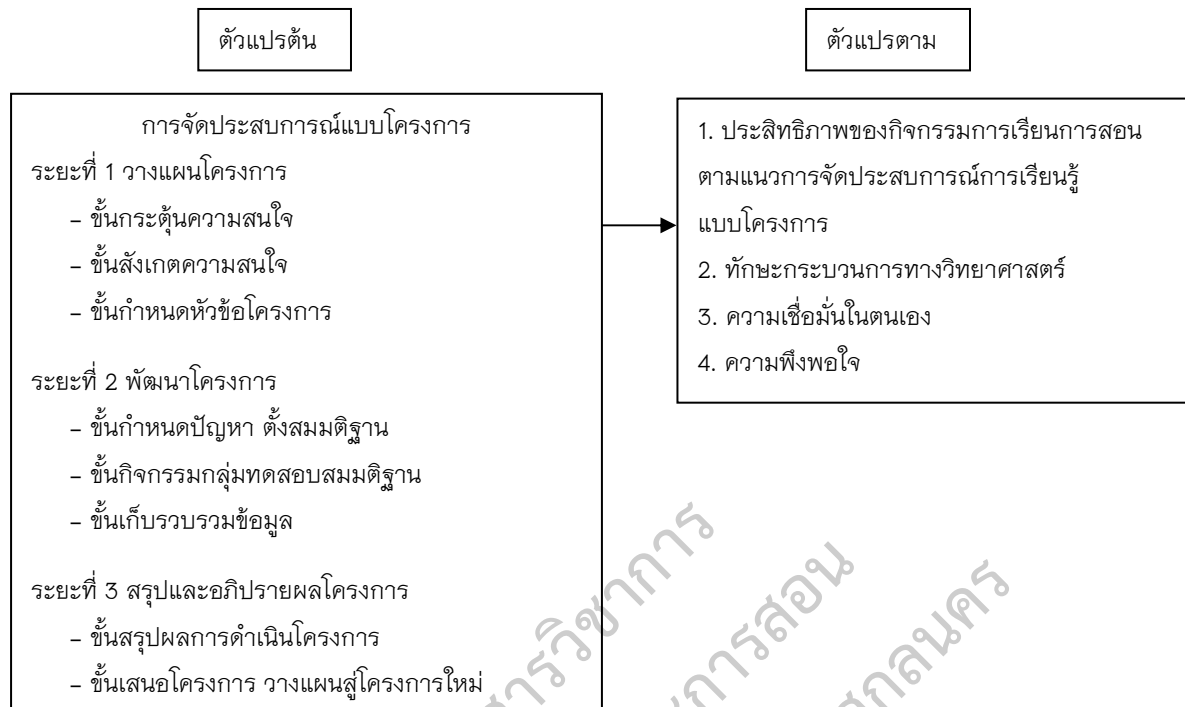 ตัวแปรต้น
ตัวแปรตาม
การจัดประสบการณ์แบบโครงการ
ระยะที่ 1 วางแผนโครงการ
– ขั้นกระตุ้นความสนใจ
– ขั้นสังเกตความสนใจ
– ขั้นกำหนดหัวข้อโครงการ
ระยะที่ 2 พัฒนาโครงการ
– ขั้นกำหนดปัญหา ตั้งสมมติฐาน
– ขั้นกิจกรรมกลุ่มทดสอบสมมติฐาน
– ขั้นเก็บรวบรวมข้อมูล
ระยะที่ 3 สรุปและอภิปรายผลโครงการ
– ขั้นสรุปผลการดำเนินโครงการ
– ขั้นเสนอโครงการ วางแผนสู่โครงการใหม่
1. ประสิทธิภาพของกิจกรรมการเรียนการสอน
ตามแนวการจัดประสบการณ์การเรียนรู้
แบบโครงการ
2. ทักษะกระบวนการทางวิทยาศาสตร์
3. ความเชื่อมั่นในตนเอง
4. ความพึงพอใจ